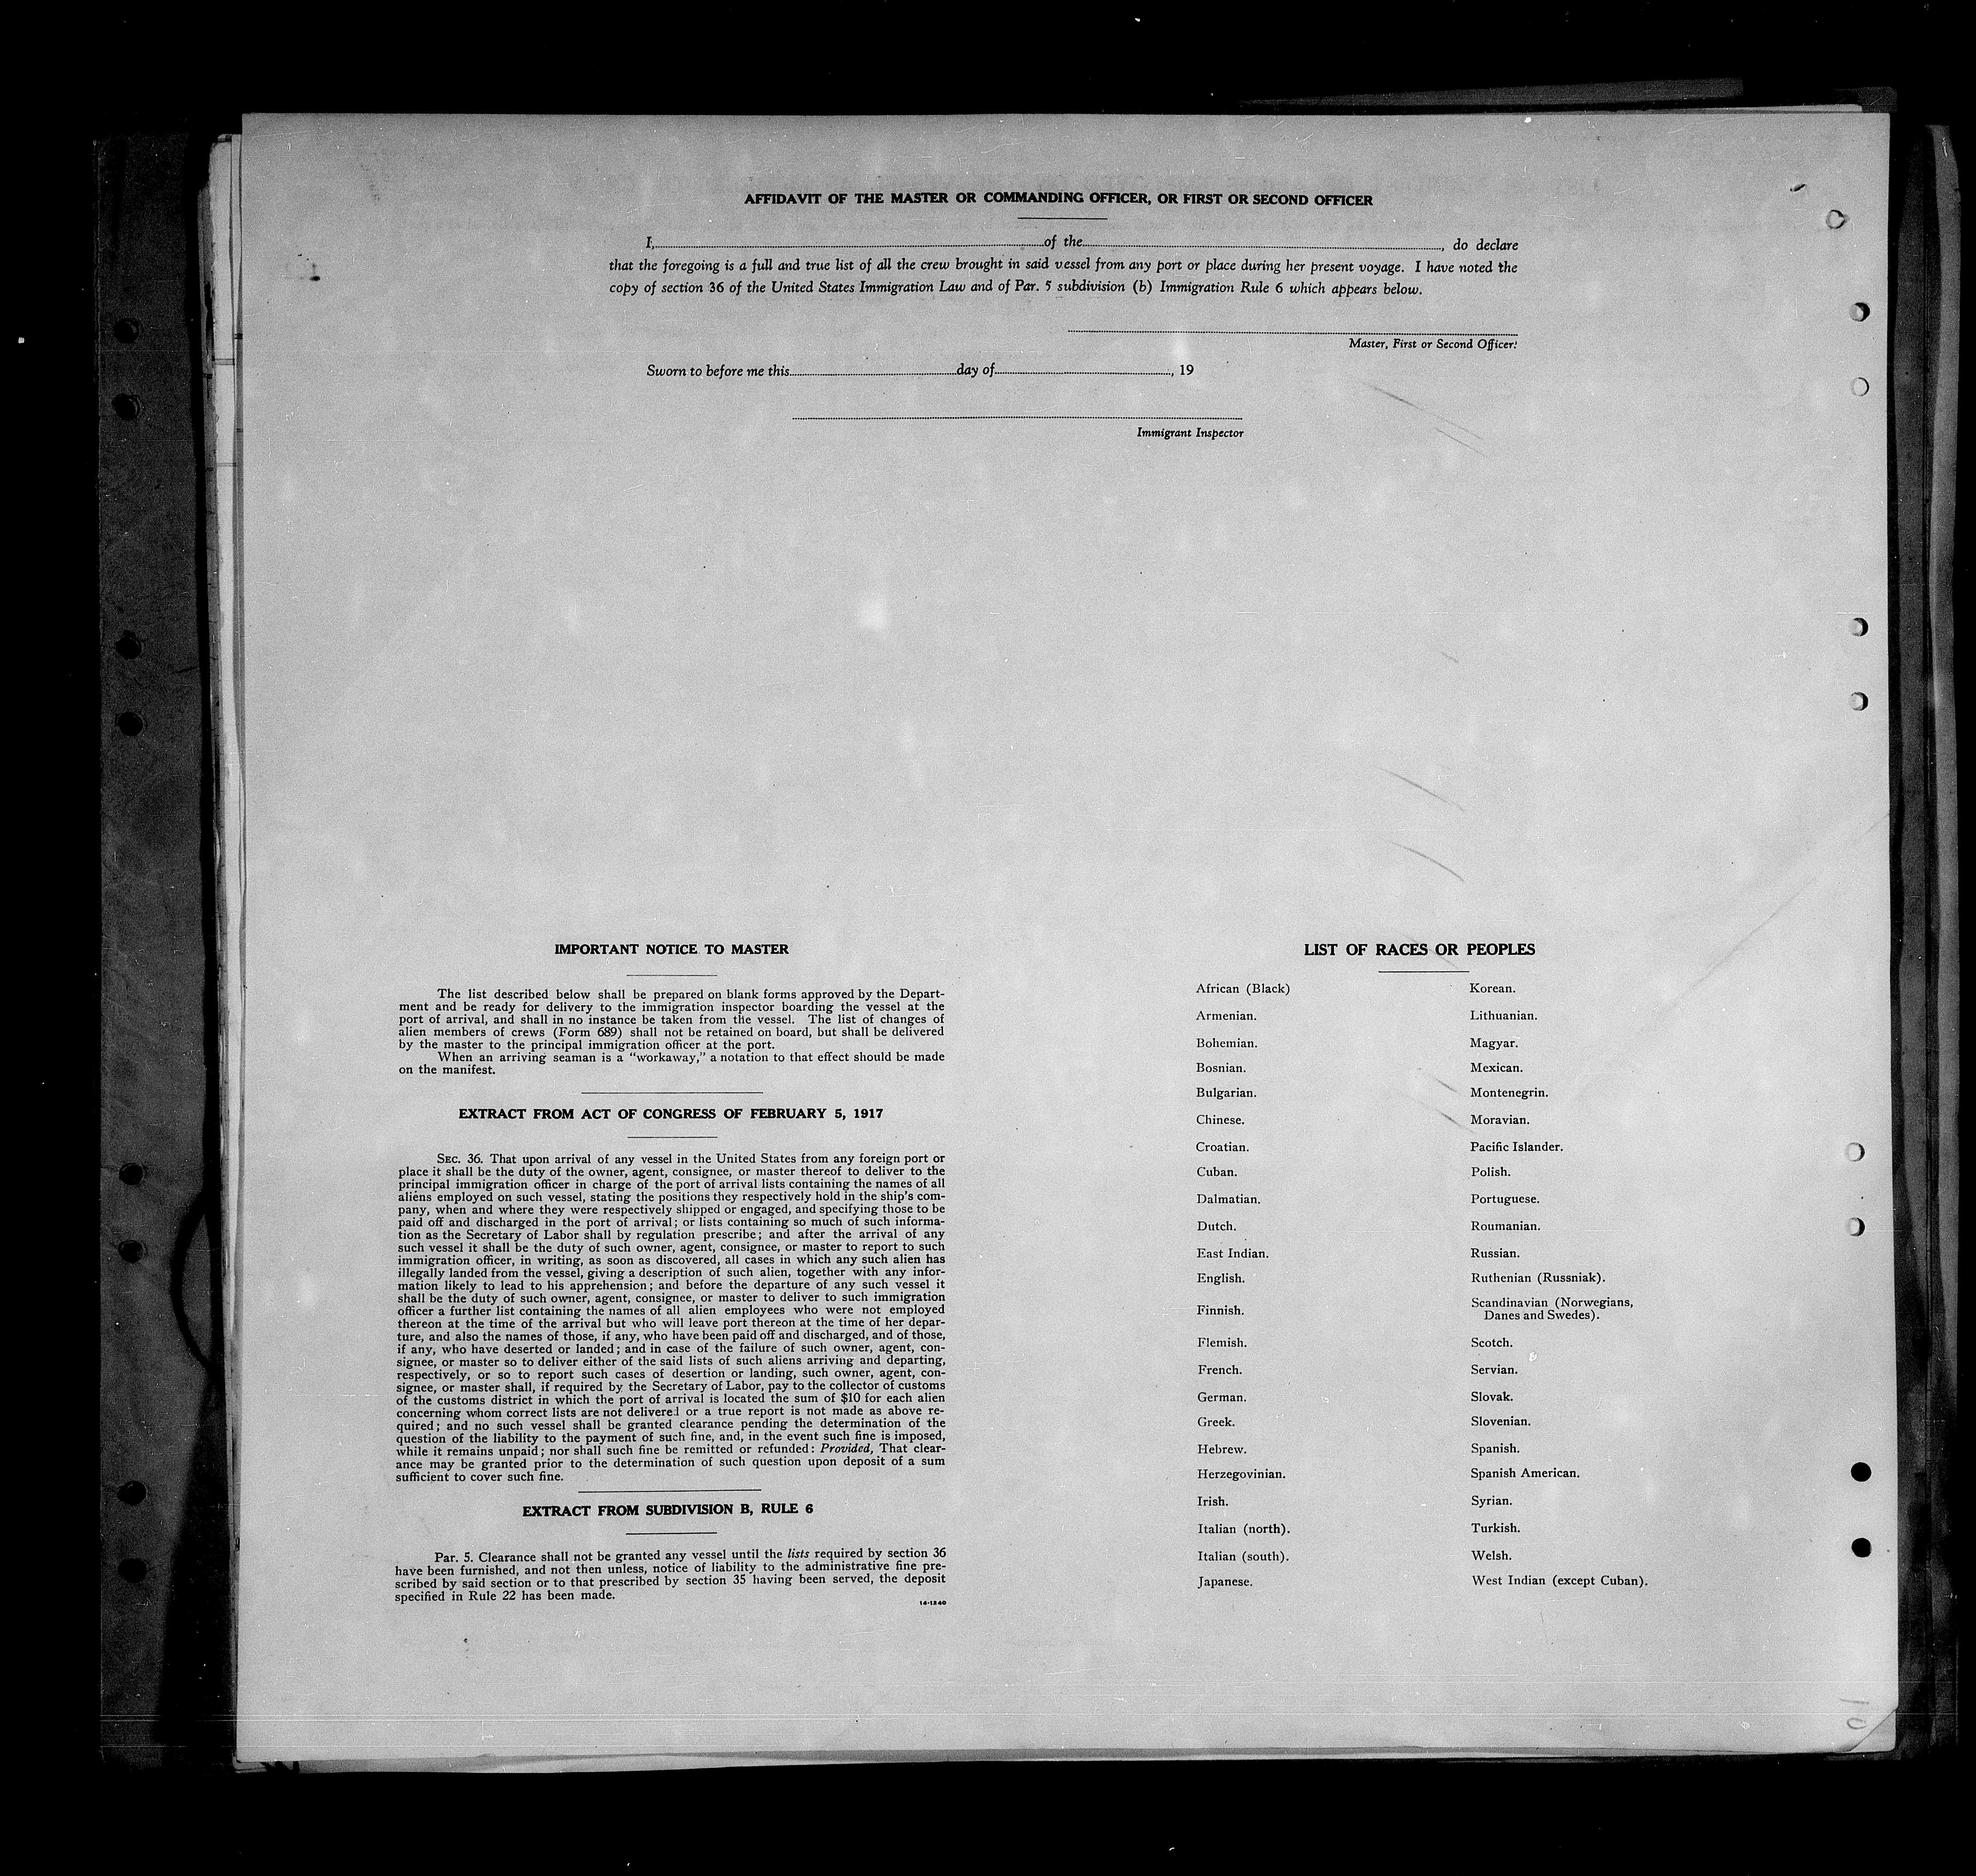 AFFIDAVIT OF THE MASTER OR COMMANDING OFFICER, OR FIRST OR SECOND OFFICER
I, of the , do declare
that the foregoing is a full and true list of all the crew brought in said vessel from any port or place during her present voyage. I have noted the
copy of section 36 of the United States Immigration Law and of Par. 5 subdivision (b) Immigration Rule 6 which appears below.
Master, First or Second Officer.
Sworn to before me this day of , 19
Immigrant Inspector
IMPORTANT NOTICE TO MASTER
The list described below shall be prepared on blank forms approved by the Depart-
ment and be ready for delivery to the immigration inspector boarding the vessel at the
port of arrival, and shall in no instance be taken from the vessel. The list of changes of
alien members of crews (Form 689) shall not be retained on board, but shall be delivered
by the master to the principal immigration officer at the port.
When an arriving seaman is a "workaway," a notation to that effect should be made
on the manifest.
EXTRACT FROM ACT OF CONGRESS OF FEBRUARY 5, 1917
SEC. 36. That upon arrival of any vessel in the United States from any foreign port or
place it shall be the duty of the owner, agent, consignee, or master thereof to deliver to the
principal immigration officer in charge of the port of arrival lists containing the names of all
aliens employed on such vessel, stating the positions they respectively hold in the ship's com-
pany, when and where they were respectively shipped or engaged, and specifying those to be
paid off and discharged in the port of arrival; or lists containing so much of such informa-
tion as the Secretary of Labor shall by regulation prescribe; and after the arrival of any
such vessel it shall be the duty of such owner, agent, consignee, or master to report to such
immigration officer, in writing, as soon as discovered, all cases in which any such alien has
illegally landed from the vessel, giving a description of such alien, together with any infor-
mation likely to lead to his apprehension; and before the departure of any such vessel it
shall be the duty of such owner, agent, consignee, or master to deliver to such immigration
officer a further list containing the names of all alien employees who were not employed
thereon at the time of the arrival but who will leave port thereon at the time of her depar-
ture, and also the names of those, if any, who have been paid off and discharged, and of those,
if any, who have deserted or landed; and in case of the failure of such owner, agent, con-
signee, or master so to deliver either of the said lists of such aliens arriving and departing,
respectively, or so to report such cases of desertion or landing, such owner, agent, con-
signee, or master shall, if required by the Secretary of Labor, pay to the collector of customs
of the customs district in which the port of arrival is located the sum of $10 for each alien
concerning whom correct lists are not delivered or a true report is not made as above re-
quired; and no such vessel shall be granted clearance pending the determination of the
question of the liability to the payment of such fine, and, in the event such fine is imposed,
while it remains unpaid; nor shall such fine be remitted or refunded: Provided, That clear-
ance may be granted prior to the determination of such question upon deposit of a sum
sufficient to cover such fine.
EXTRACT FROM SUBDIVISION B, RULE 6
Par. 5. Clearance shall not be granted any vessel until the lists required by section 36
have been furnished, and not then unless, notice of liability to the administrative fine pre-
scribed by said section or to that prescribed by section 35 having been served, the deposit
specified in Rule 22 has been made.
14-1240
LIST OF RACES OR PEOPLES
African (Black)
Armenian.
Bohemian.
Bosnian.
Bulgarian.
Chinese.
Croatian.
Cuban.
Dalmatian.
Dutch.
East Indian.
English.
Finnish.
Flemish.
French.
German.
Greek.
Hebrew.
Herzegovinian.
Irish.
Italian (north).
Italian (south).
Japanese.
Korean.
Lithuanian.
Magyar.
Mexican.
Montenegrin.
Moravian.
Pacific Islander.
Polish.
Portuguese.
Roumanian.
Russian.
Ruthenian (Russniak).
Scandinavian (Norwegians,
Danes and Swedes).
Scotch.
Servian.
Slovak.
Slovenian.
Spanish.
Spanish American.
Syrian.
Turkish.
Welsh.
West Indian (except Cuban).